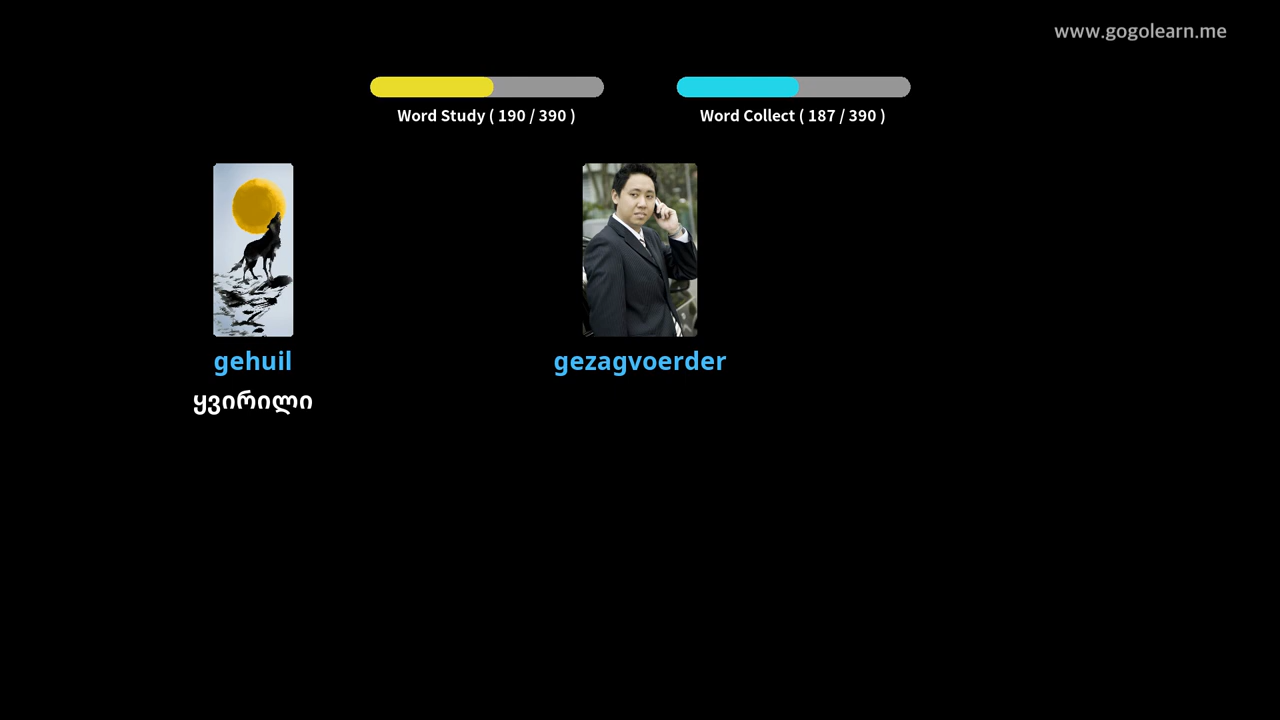 www.gogolearn.me
Word Study ( 190 / 390 )
Word Collect ( 187 / 390 )
gehuil
gezagvoerder
ყვირილი